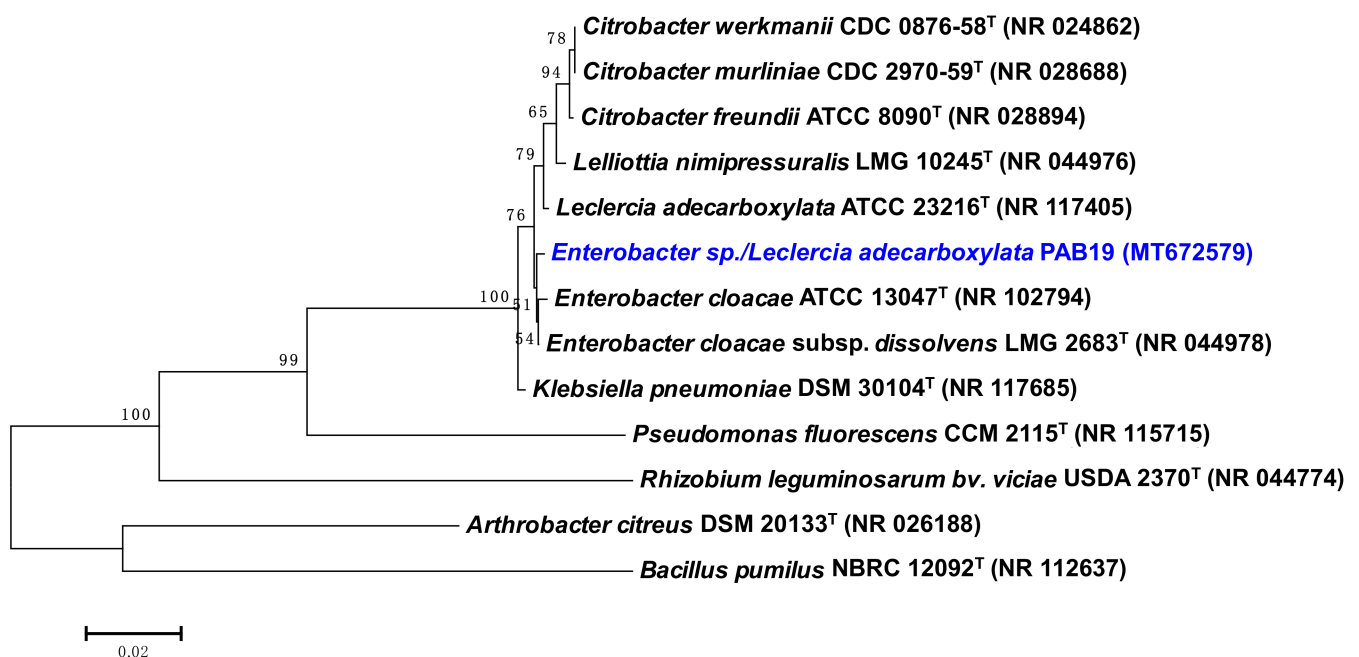 78 Citrobacter werkmanii CDC 0876-58ᵀ (NR 024862)
94 Citrobacter murliniae CDC 2970-59ᵀ (NR 028688)
65 Citrobacter freundii ATCC 8090ᵀ (NR 028894)
79 Lelliottia nimipressuralis LMG 10245ᵀ (NR 044976)
76 Leclercia adecarboxylata ATCC 23216ᵀ (NR 117405)
Enterobacter sp./Leclercia adecarboxylata PAB19 (MT672579)
100 51 Enterobacter cloacae ATCC 13047ᵀ (NR 102794)
54 Enterobacter cloacae subsp. dissolvens LMG 2683ᵀ (NR 044978)
99 Klebsiella pneumoniae DSM 30104ᵀ (NR 117685)
100 Pseudomonas fluorescens CCM 2115ᵀ (NR 115715)
Rhizobium leguminosarum bv. viciae USDA 2370ᵀ (NR 044774)
Arthrobacter citreus DSM 20133ᵀ (NR 026188)
Bacillus pumilus NBRC 12092ᵀ (NR 112637)
0.02